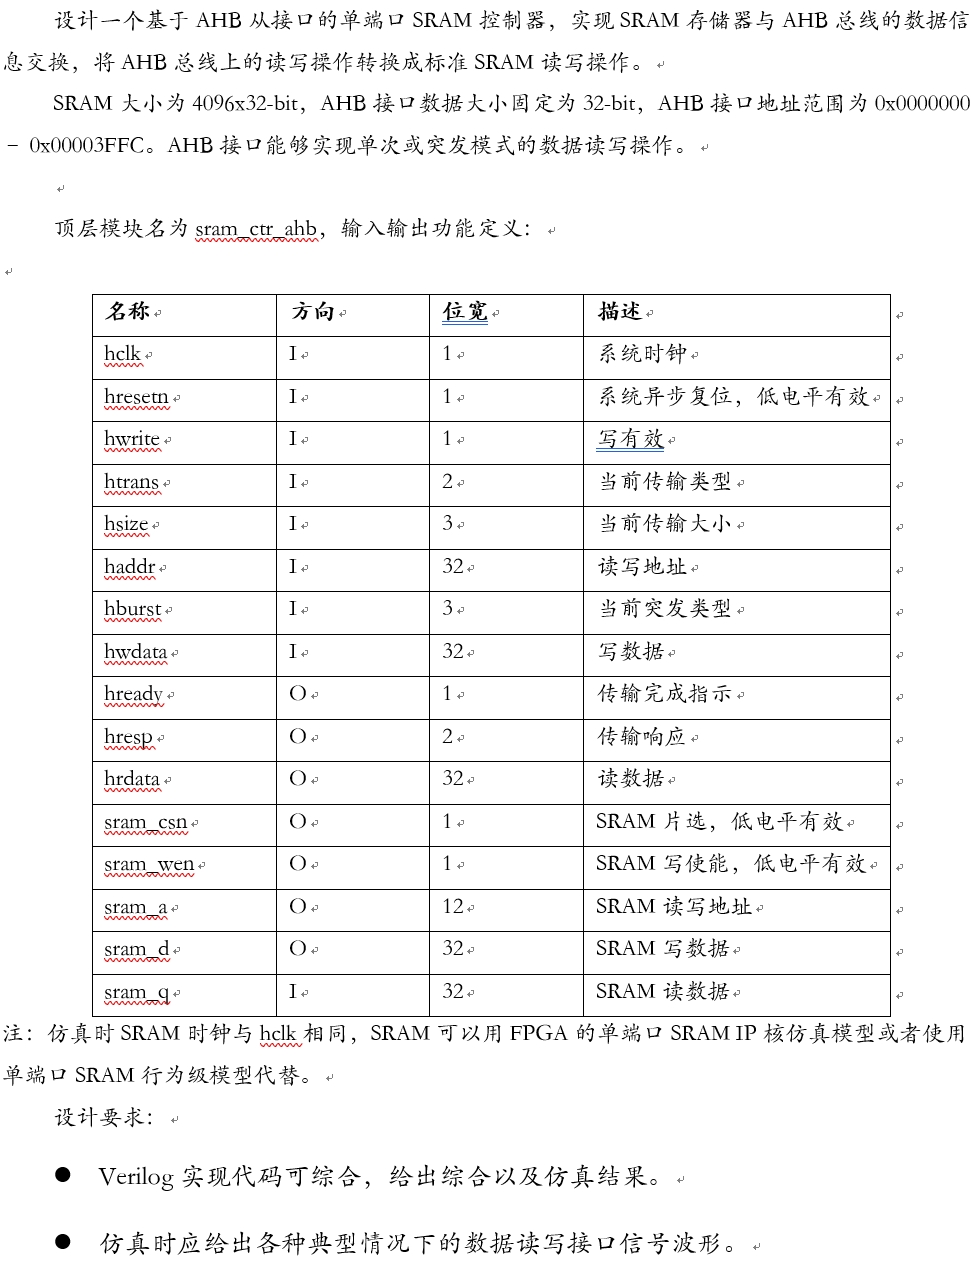 设计一个基于 AHB 从接口的单端口 SRAM 控制器，实现 SRAM 存储器与 AHB 总线的数据信
息交换，将 AHB 总线上的读写操作转换成标准 SRAM 读写操作。
SRAM 大小为 4096x32-bit，AHB 接口数据大小固定为 32-bit，AHB 接口地址范围为 0x0000000
– 0x00003FFC。AHB 接口能够实现单次或突发模式的数据读写操作。
顶层模块名为 sram_ctr_ahb，输入输出功能定义：
名称 方向 位宽 描述
hclk I 1 系统时钟
hresetn I 1 系统异步复位，低电平有效
hwrite I 1 写有效
htrans I 2 当前传输类型
hsize I 3 当前传输大小
haddr I 32 读写地址
hburst I 3 当前突发类型
hwdata I 32 写数据
hready O 1 传输完成指示
hresp O 2 传输响应
hrdata O 32 读数据
sram_csn O 1 SRAM 片选，低电平有效
sram_wen O 1 SRAM 写使能，低电平有效
sram_a O 12 SRAM 读写地址
sram_d O 32 SRAM 写数据
sram_q I 32 SRAM 读数据
注：仿真时 SRAM 时钟与 hclk 相同，SRAM 可以用 FPGA 的单端口 SRAM IP 核仿真模型或者使用
单端口 SRAM 行为级模型代替。
设计要求：
● Verilog 实现代码可综合，给出综合以及仿真结果。
● 仿真时应给出各种典型情况下的数据读写接口信号波形。